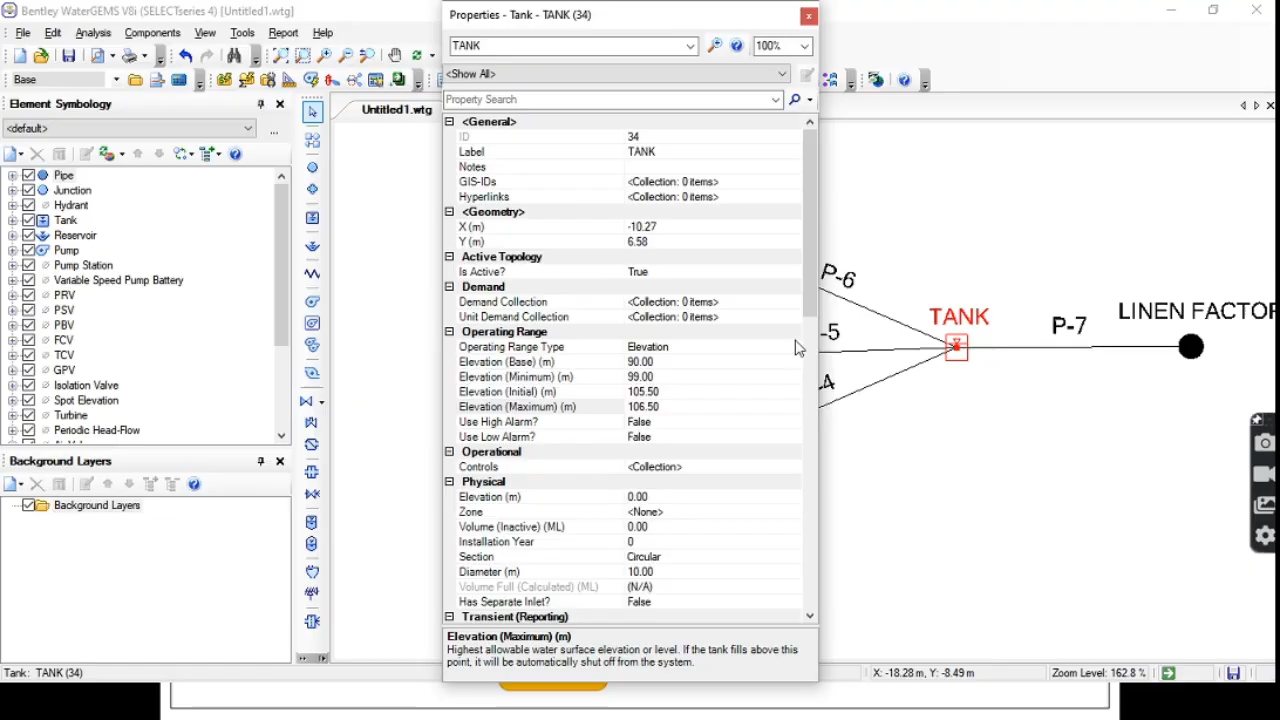 Bentley WaterGEMS V8i (SELECTseries 4) [Untitled1.wtg]
File Edit Analysis Components View Tools Report Help
Base
Element Symbology
<default>
Pipe
Junction
Hydrant
Tank
Reservoir
Pump
Pump Station
Variable Speed Pump Battery
PRV
PSV
PBV
FCV
TCV
GPV
Isolation Valve
Spot Elevation
Turbine
Periodic Head-Flow
Background Layers
Background Layers
Untitled1.wtg
Properties - Tank - TANK (34)
TANK 100%
<Show All>
Property Search
<General>
ID 34
Label TANK
Notes
GIS-IDs <Collection: 0 items>
Hyperlinks <Collection: 0 items>
<Geometry>
X (m) -10.27
Y (m) 6.58
Active Topology
Is Active? True
Demand
Demand Collection <Collection: 0 items>
Unit Demand Collection <Collection: 0 items>
Operating Range
Operating Range Type Elevation
Elevation (Base) (m) 90.00
Elevation (Minimum) (m) 99.00
Elevation (Initial) (m) 105.50
Elevation (Maximum) (m) 106.50
Use High Alarm? False
Use Low Alarm? False
Operational
Controls <Collection>
Physical
Elevation (m) 0.00
Zone <None>
Volume (Inactive) (ML) 0.00
Installation Year 0
Section Circular
Diameter (m) 10.00
Volume Full (Calculated) (ML) (N/A)
Has Separate Inlet? False
Transient (Reporting)
Elevation (Maximum) (m)
Highest allowable water surface elevation or level. If the tank fills above this
point, it will be automatically shut off from the system.
P-6
-5
TANK
P-7
LINEN FACTOR
Tank: TANK (34)
X: -18.28 m, Y: -8.49 m
Zoom Level: 162.8 %